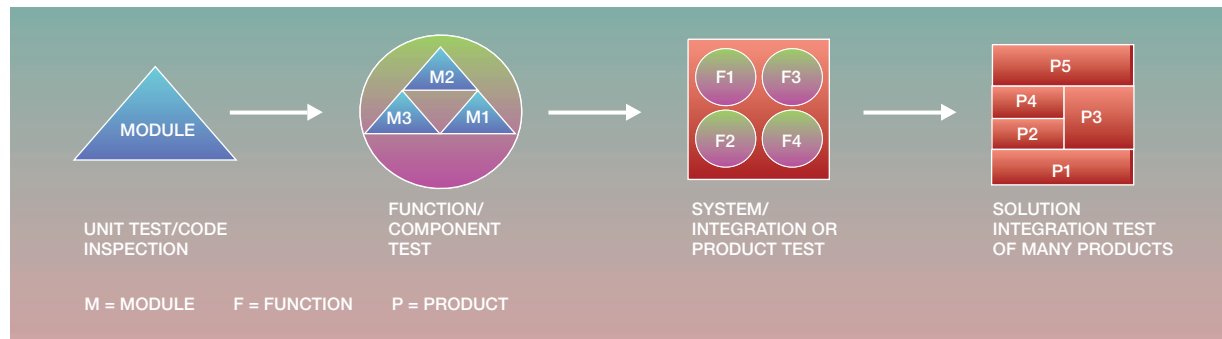 MODULE
M2
M3
M1
F1
F3
F2
F4
P5
P4
P3
P2
P1
UNIT TEST/CODE
INSPECTION
FUNCTION/
COMPONENT
TEST
SYSTEM/
INTEGRATION OR
PRODUCT TEST
SOLUTION
INTEGRATION TEST
OF MANY PRODUCTS
M = MODULE F = FUNCTION P = PRODUCT